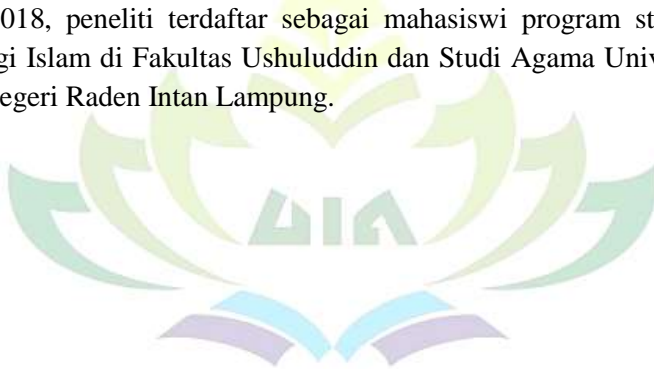 018, peneliti terdaftar sebagai mahasiswi program st
gi Islam di Fakultas Ushuluddin dan Studi Agama Univ
egeri Raden Intan Lampung.
UIN